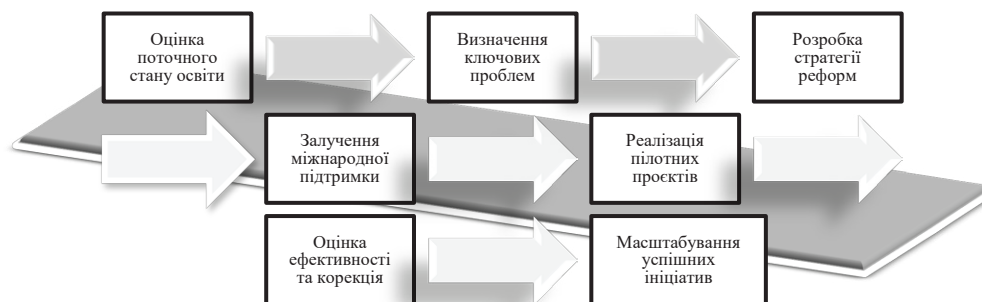 Оцінка
поточного
стану освіти
Визначення
ключових
проблем
Розробка
стратегії
реформ
Залучення
міжнародної
підтримки
Реалізація
пілотних
проєктів
Оцінка
ефективності
та корекція
Масштабування
успішних
ініціатив